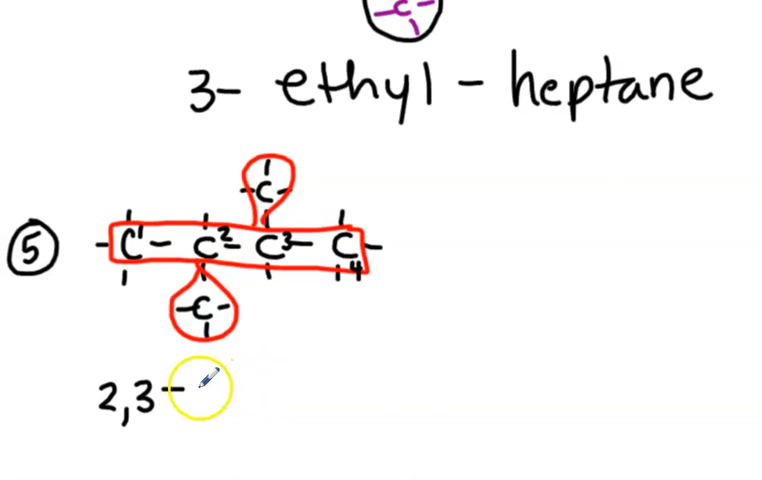 -C-
3- ethyl - heptane
-C-
5 -C1- C2- C3- C4-
-C-
2,3-